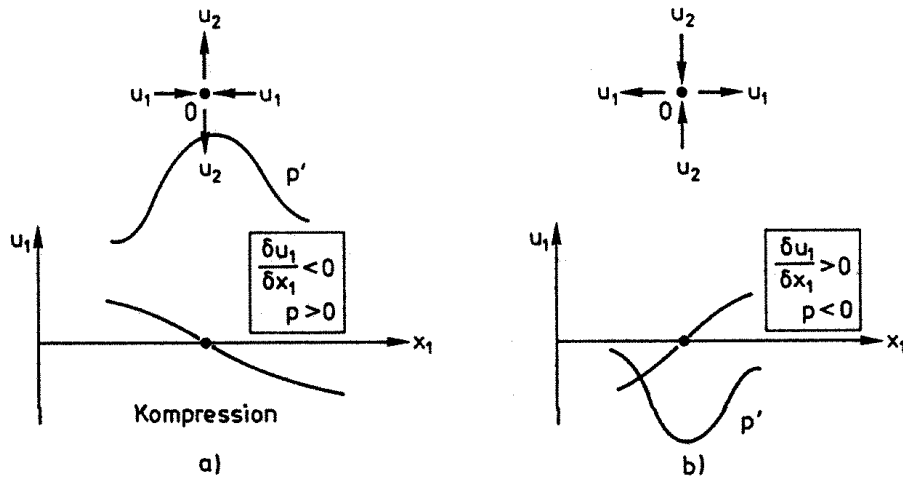 u₂
u₁ u₁
0
u₂
p'
u₁
δu₁/δx₁ < 0
p > 0
x₁
Kompression
a)
u₂
u₁ u₁
0
u₂
u₁
δu₁/δx₁ > 0
p < 0
x₁
p'
b)